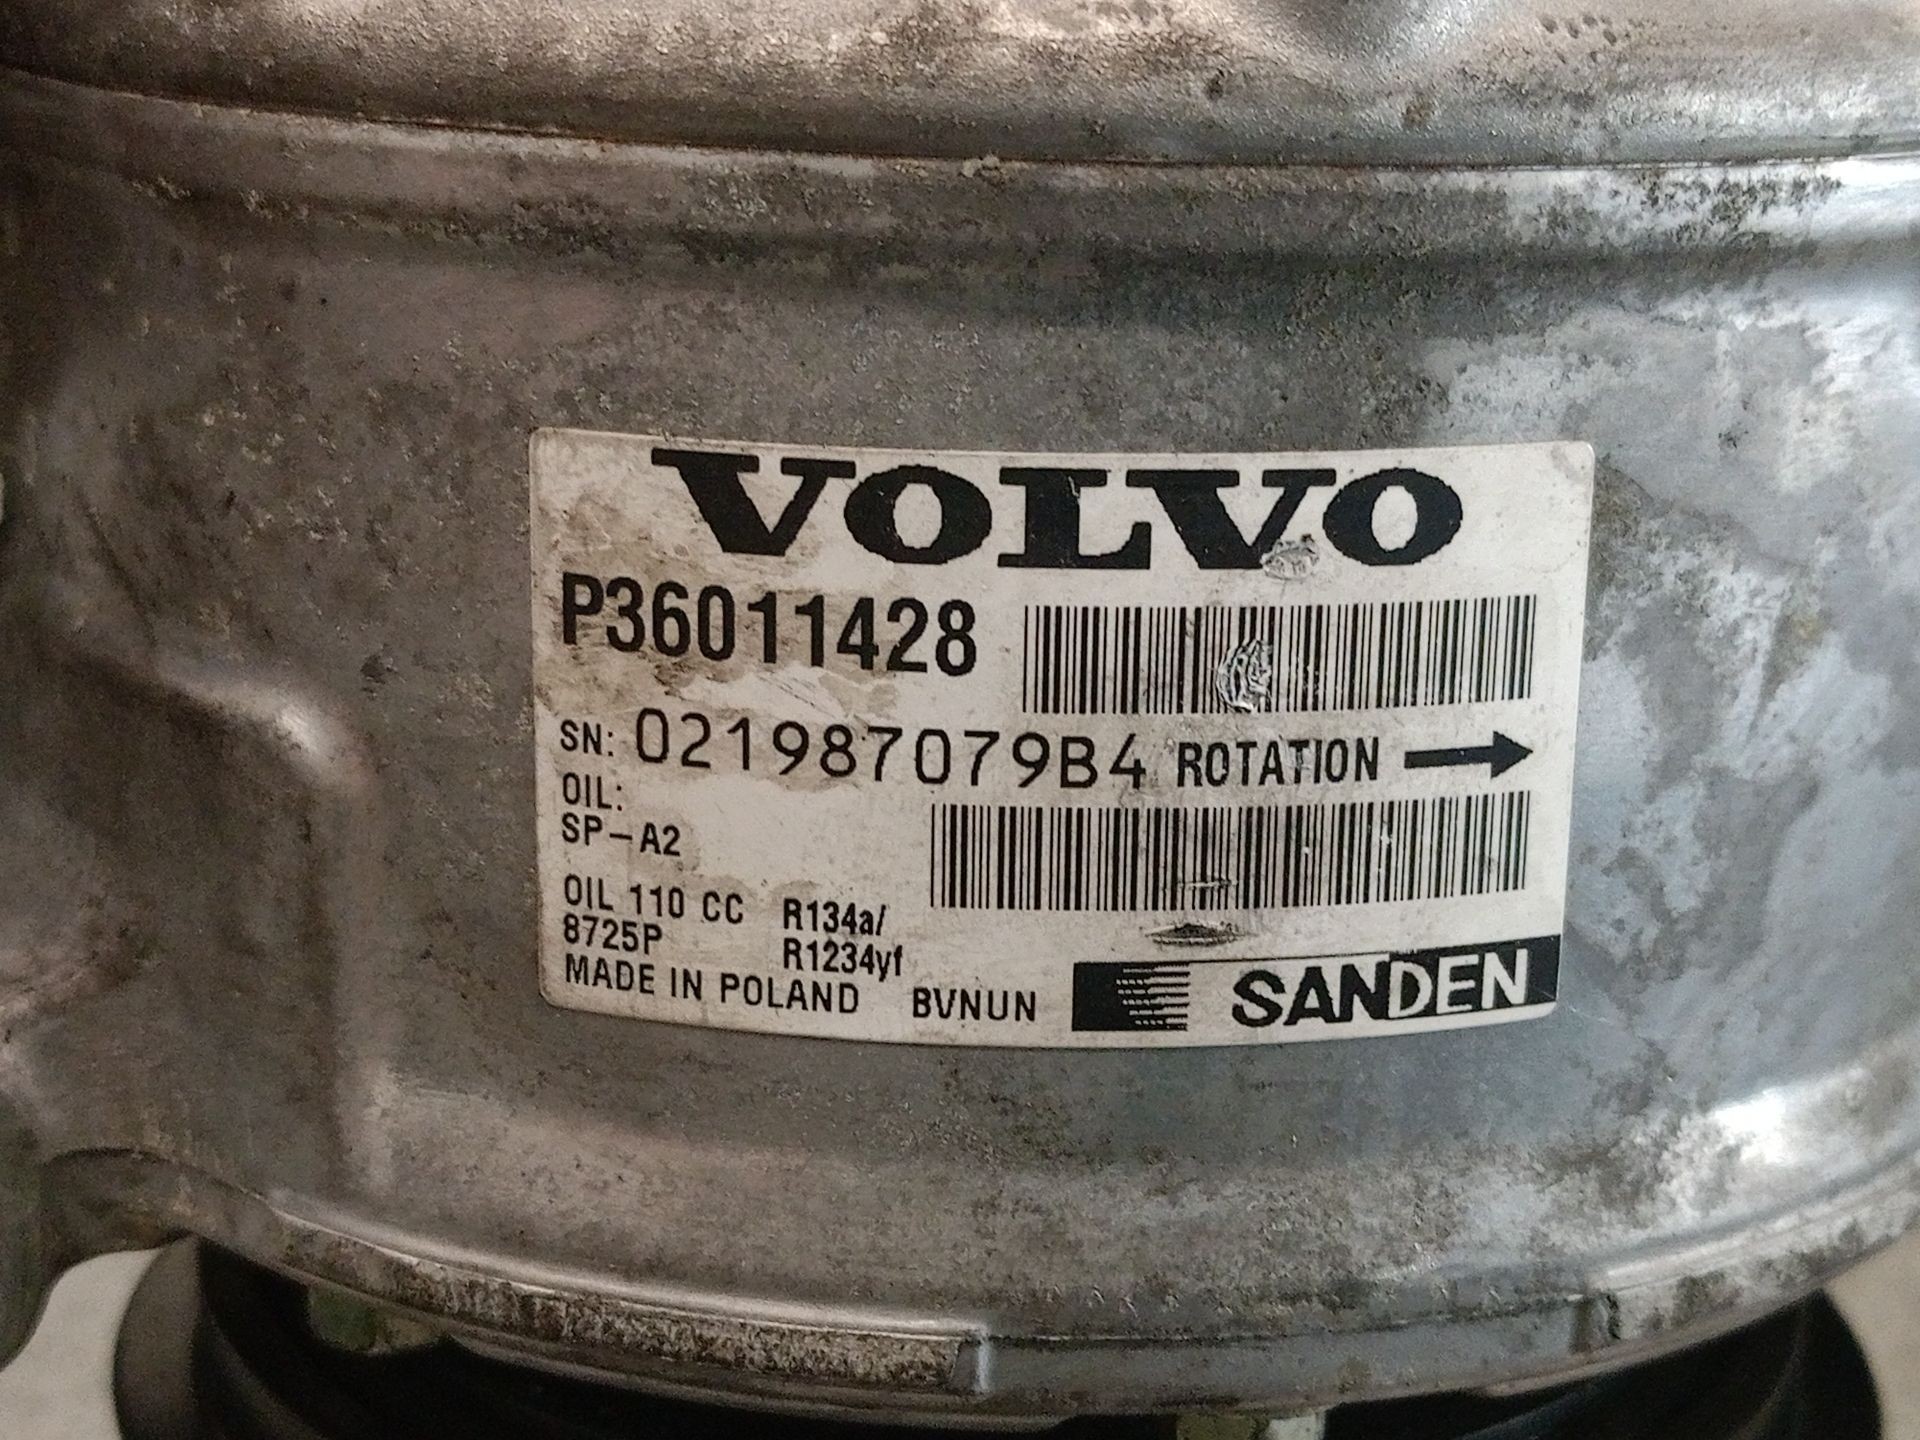 VOLVO
P36011428
SN: 021987079B4 ROTATION
OIL:
SP-A2
OIL 110 CC R134a/
8725P R1234yf
MADE IN POLAND BVNUN SANDEN